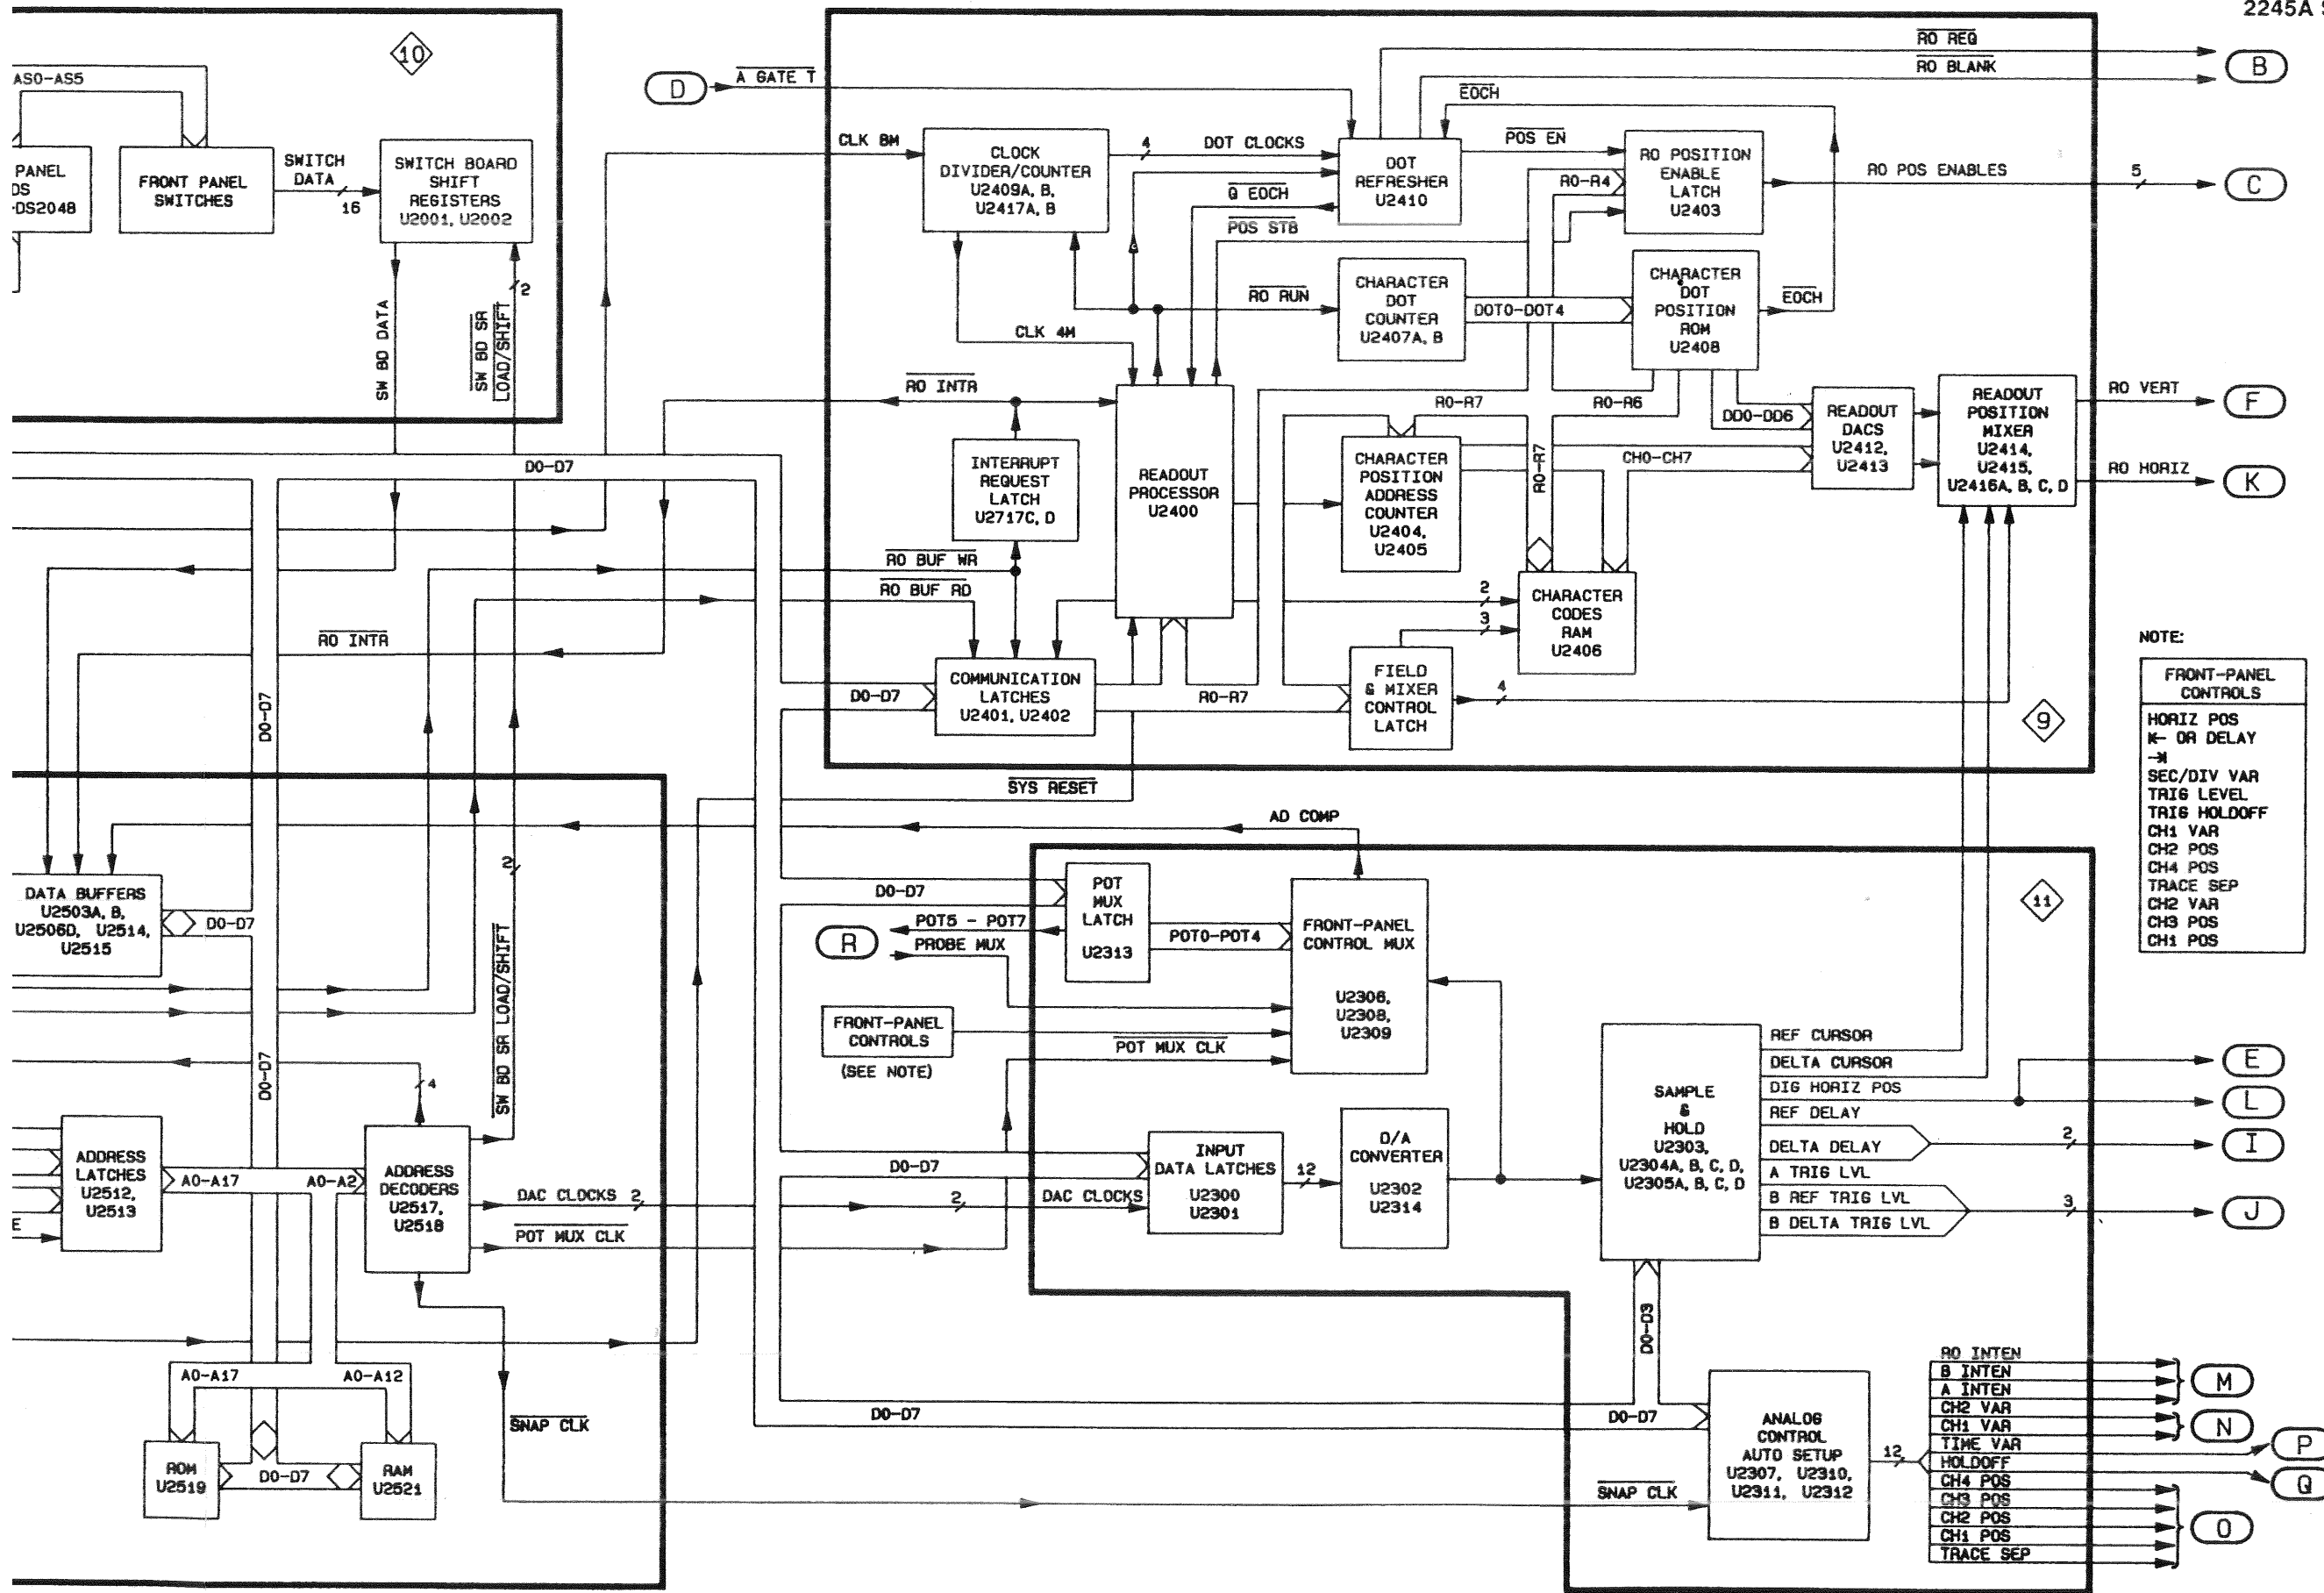 2245A
10
AS0-AS5
PANEL
DS
-DS2048
FRONT PANEL
SWITCHES
SWITCH
DATA
16
SWITCH BOARD
SHIFT
REGISTERS
U2001, U2002
SW BD DATA
SW BD SR
LOAD/SHIFT
2
D
A GATE T
CLK 8M
CLOCK
DIVIDER/COUNTER
U2409A, B,
U2417A, B
4
DOT CLOCKS
DOT
REFRESHER
U2410
RO REQ
RO BLANK
B
EOCH
POS EN
RO POSITION
ENABLE
LATCH
U2403
R0-R4
RO POS ENABLES
5
C
Q EOCH
POS STB
CLK 4M
RO RUN
CHARACTER
DOT
COUNTER
U2407A, B
DOT0-DOT4
CHARACTER
DOT
POSITION
ROM
U2408
EOCH
RO INTR
INTERRUPT
REQUEST
LATCH
U2717C, D
READOUT
PROCESSOR
U2400
R0-R7
R0-R6
R0-R7
CHARACTER
POSITION
ADDRESS
COUNTER
U2404,
U2405
DD0-DD6
CH0-CH7
READOUT
DACS
U2412,
U2413
READOUT
POSITION
MIXER
U2414,
U2415,
U2416A, B, C, D
RO VERT
F
RO HORIZ
K
D0-D7
RO BUF WR
RO BUF RD
2
3
CHARACTER
CODES
RAM
U2406
RO INTR
D0-D7
COMMUNICATION
LATCHES
U2401, U2402
R0-R7
FIELD
& MIXER
CONTROL
LATCH
4
9
D0-D7
SYS RESET
NOTE:
FRONT-PANEL
CONTROLS
HORIZ POS
|← OR DELAY
→|
SEC/DIV VAR
TRIG LEVEL
TRIG HOLDOFF
CH1 VAR
CH2 POS
CH4 POS
TRACE SEP
CH2 VAR
CH3 POS
CH1 POS
AD COMP
2
DATA BUFFERS
U2503A, B,
U2506D, U2514,
U2515
D0-D7
SW BD SR LOAD/SHIFT
D0-D7
POT
MUX
LATCH
U2313
R
POT5 - POT7
PROBE MUX
POT0-POT4
FRONT-PANEL
CONTROL MUX
U2306,
U2308,
U2309
11
FRONT-PANEL
CONTROLS
(SEE NOTE)
POT MUX CLK
D0-D7
4
SAMPLE
&
HOLD
U2303,
U2304A, B, C, D,
U2305A, B, C, D
REF CURSOR
DELTA CURSOR
DIG HORIZ POS
REF DELAY
DELTA DELAY
A TRIG LVL
B REF TRIG LVL
B DELTA TRIG LVL
E
L
2
I
3
J
E
ADDRESS
LATCHES
U2512,
U2513
A0-A17
A0-A2
ADDRESS
DECODERS
U2517,
U2518
DAC CLOCKS 2
POT MUX CLK
D0-D7
2
DAC CLOCKS
INPUT
DATA LATCHES
U2300
U2301
12
D/A
CONVERTER
U2302
U2314
D0-D3
A0-A17
A0-A12
ROM
U2519
D0-D7
RAM
U2521
SNAP CLK
D0-D7
D0-D7
SNAP CLK
ANALOG
CONTROL
AUTO SETUP
U2307, U2310,
U2311, U2312
12
RO INTEN
B INTEN
A INTEN
CH2 VAR
CH1 VAR
TIME VAR
HOLDOFF
CH4 POS
CH3 POS
CH2 POS
CH1 POS
TRACE SEP
M
N
P
Q
O